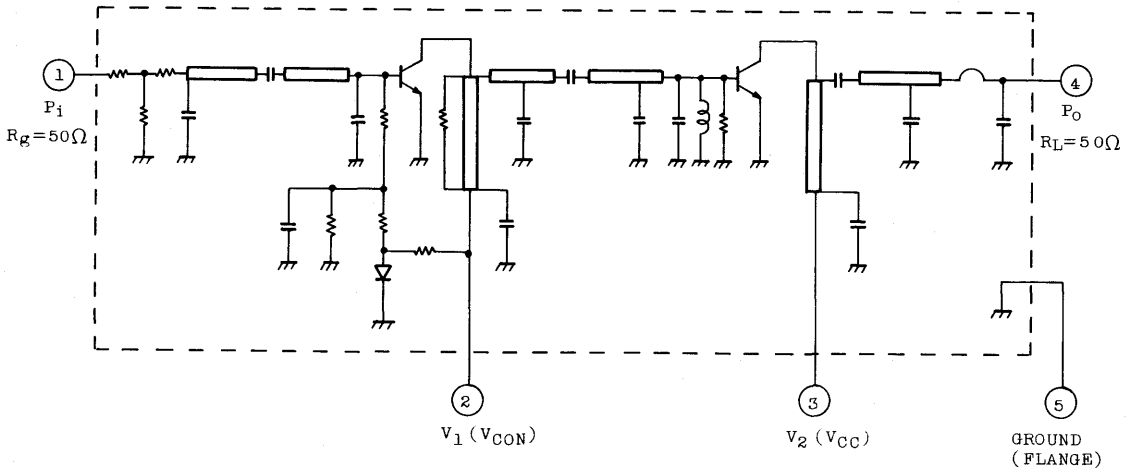 1
Pi
Rg=50Ω
4
Po
RL=50Ω
2
V1(VCON)
3
V2(VCC)
5
GROUND
(FLANGE)